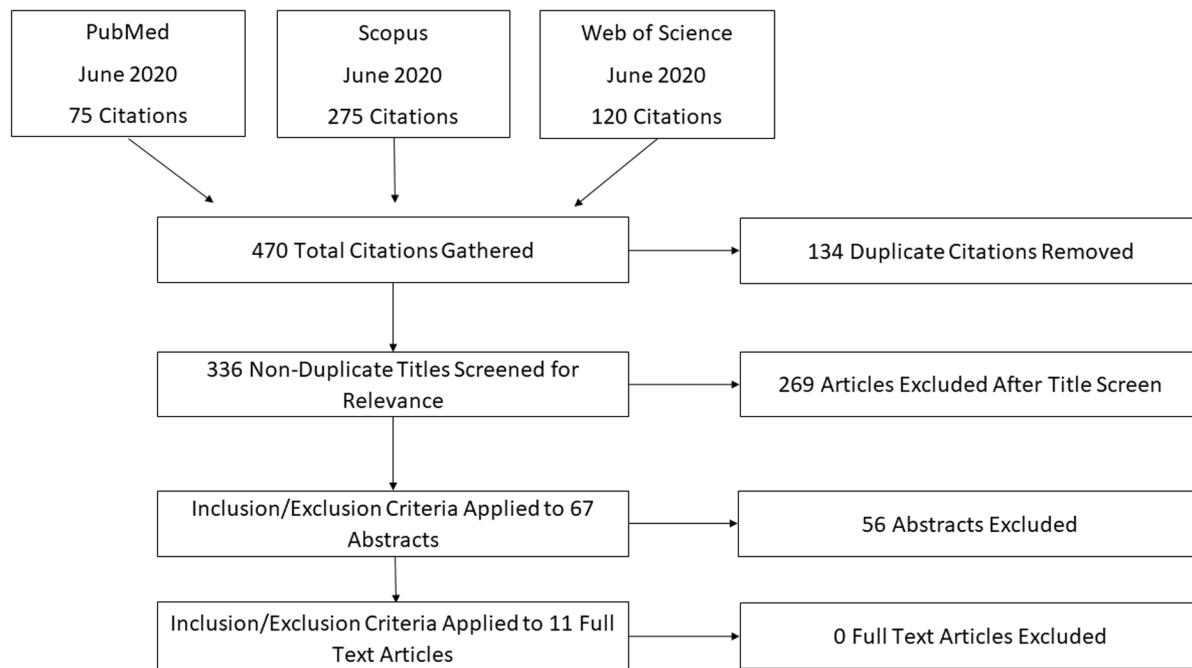 PubMed
June 2020
75 Citations
Scopus
June 2020
275 Citations
Web of Science
June 2020
120 Citations
470 Total Citations Gathered
134 Duplicate Citations Removed
336 Non-Duplicate Titles Screened for
Relevance
269 Articles Excluded After Title Screen
Inclusion/Exclusion Criteria Applied to 67
Abstracts
56 Abstracts Excluded
Inclusion/Exclusion Criteria Applied to 11 Full
Text Articles
0 Full Text Articles Excluded